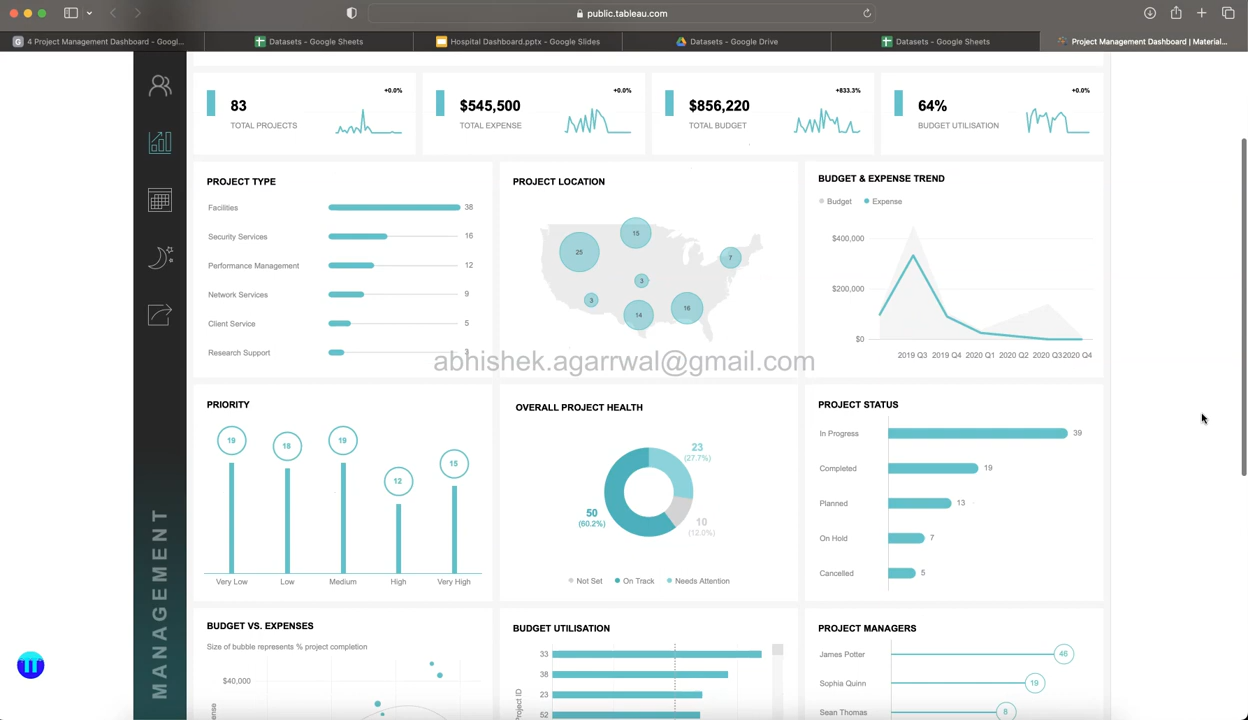 public.tableau.com
4 Project Management Dashboard - Googl...
Datasets - Google Sheets
Hospital Dashboard.pptx - Google Slides
Datasets - Google Drive
Datasets - Google Sheets
Project Management Dashboard | Material...
+0.0%
83
TOTAL PROJECTS
+0.0%
$545,500
TOTAL EXPENSE
+833.3%
$856,220
TOTAL BUDGET
+0.0%
64%
BUDGET UTILISATION
PROJECT TYPE
Facilities 38
Security Services 16
Performance Management 12
Network Services 9
Client Service 5
Research Support 3
PROJECT LOCATION
15
25
7
3
3
14
16
BUDGET & EXPENSE TREND
Budget Expense
$400,000
$200,000
$0
2019 Q3 2019 Q4 2020 Q1 2020 Q2 2020 Q3 2020 Q4
abhishek.agarrwal@gmail.com
PRIORITY
19
18
19
12
15
Very Low Low Medium High Very High
OVERALL PROJECT HEALTH
23
(27.7%)
50
(60.2%)
10
(12.0%)
Not Set On Track Needs Attention
PROJECT STATUS
In Progress 39
Completed 19
Planned 13
On Hold 7
Cancelled 5
MANAGEMENT
BUDGET VS. EXPENSES
Size of bubble represents % project completion
$40,000
BUDGET UTILISATION
Project ID
33
38
23
52
PROJECT MANAGERS
James Potter 46
Sophia Quinn 19
Sean Thomas 8